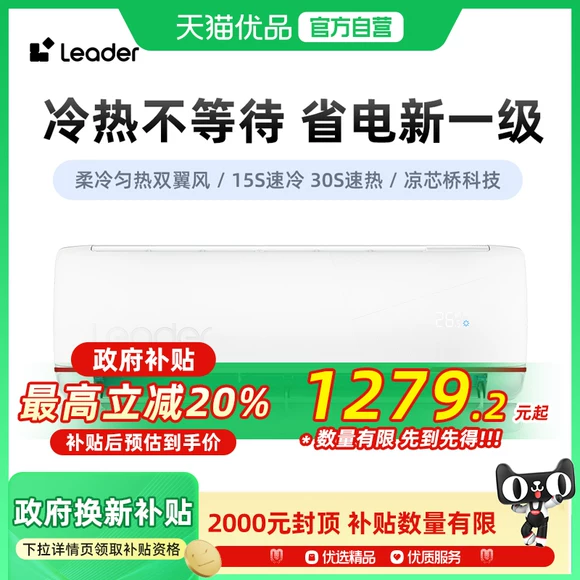 天猫优品 官方自营
Leader
冷热不等待 省电新一级
柔冷匀热双翼风 / 15S速冷 30S速热 / 凉芯桥科技
26
Leader
政府补贴
最高立减20%
补贴后预估到手价
1279.2元起
*数量有限 先到先得!!!
政府换新补贴
下拉详情页领取补贴资格
2000元封顶 补贴数量有限
优选精品 优质服务